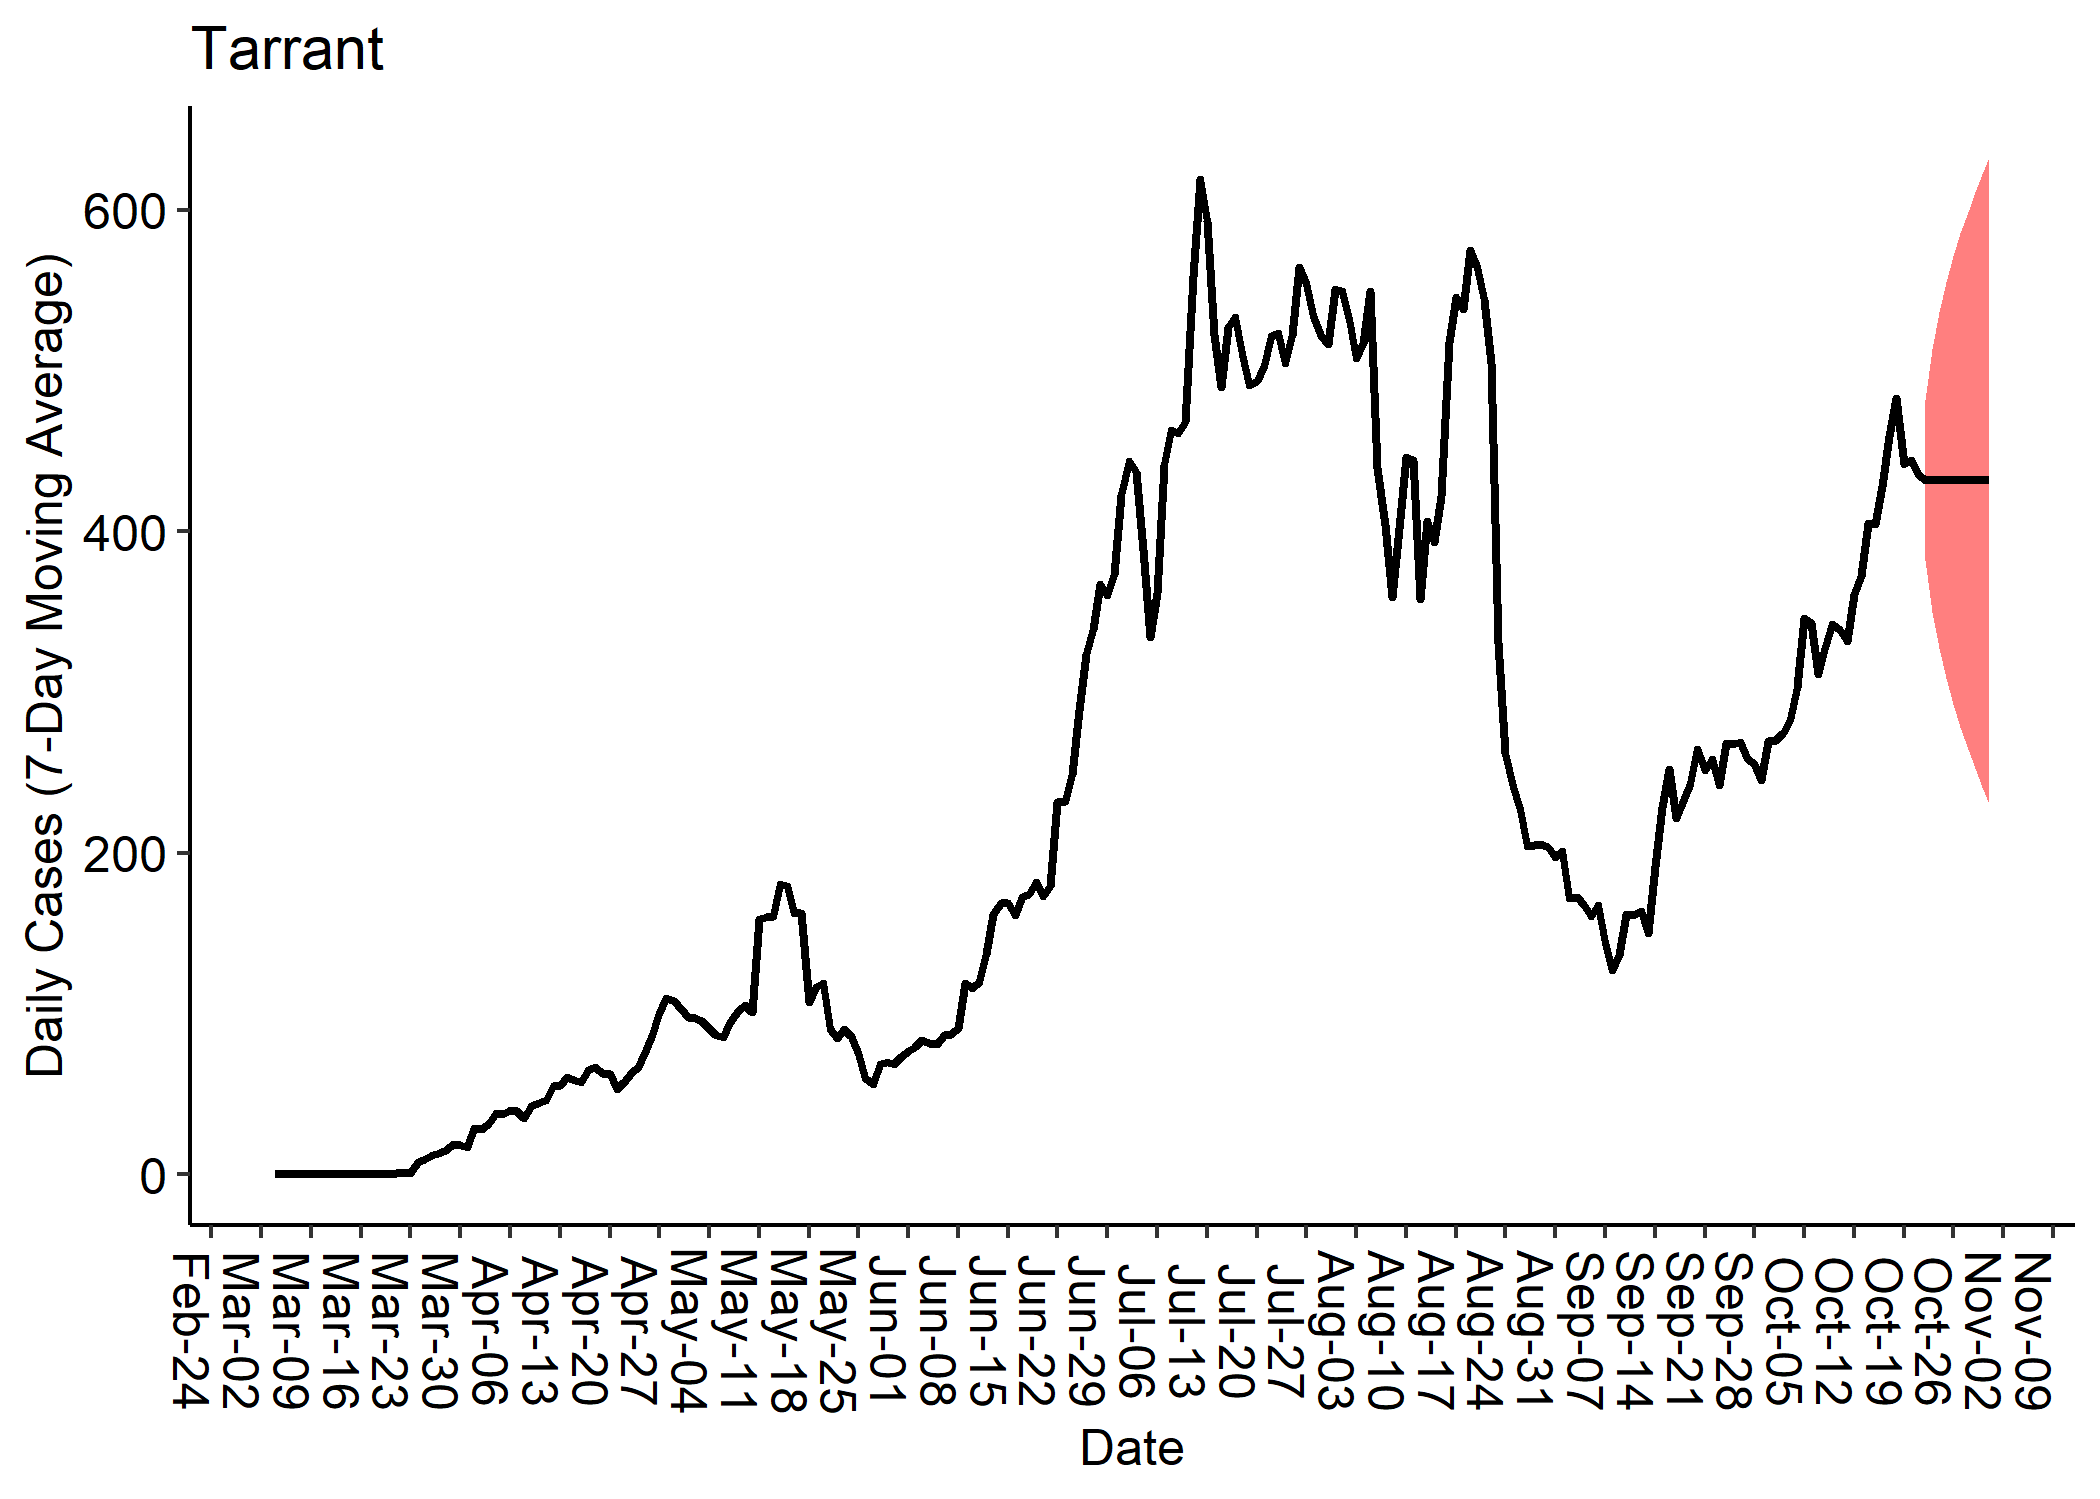 Tarrant
Daily Cases (7-Day Moving Average)
600
400
200
0
Feb-24
Mar-02
Mar-09
Mar-16
Mar-23
Mar-30
Apr-06
Apr-13
Apr-20
Apr-27
May-04
May-11
May-18
May-25
Jun-01
Jun-08
Jun-15
Jun-22
Jun-29
Jul-06
Jul-13
Jul-20
Jul-27
Aug-03
Aug-10
Aug-17
Aug-24
Aug-31
Sep-07
Sep-14
Sep-21
Sep-28
Oct-05
Oct-12
Oct-19
Oct-26
Nov-02
Nov-09
Date